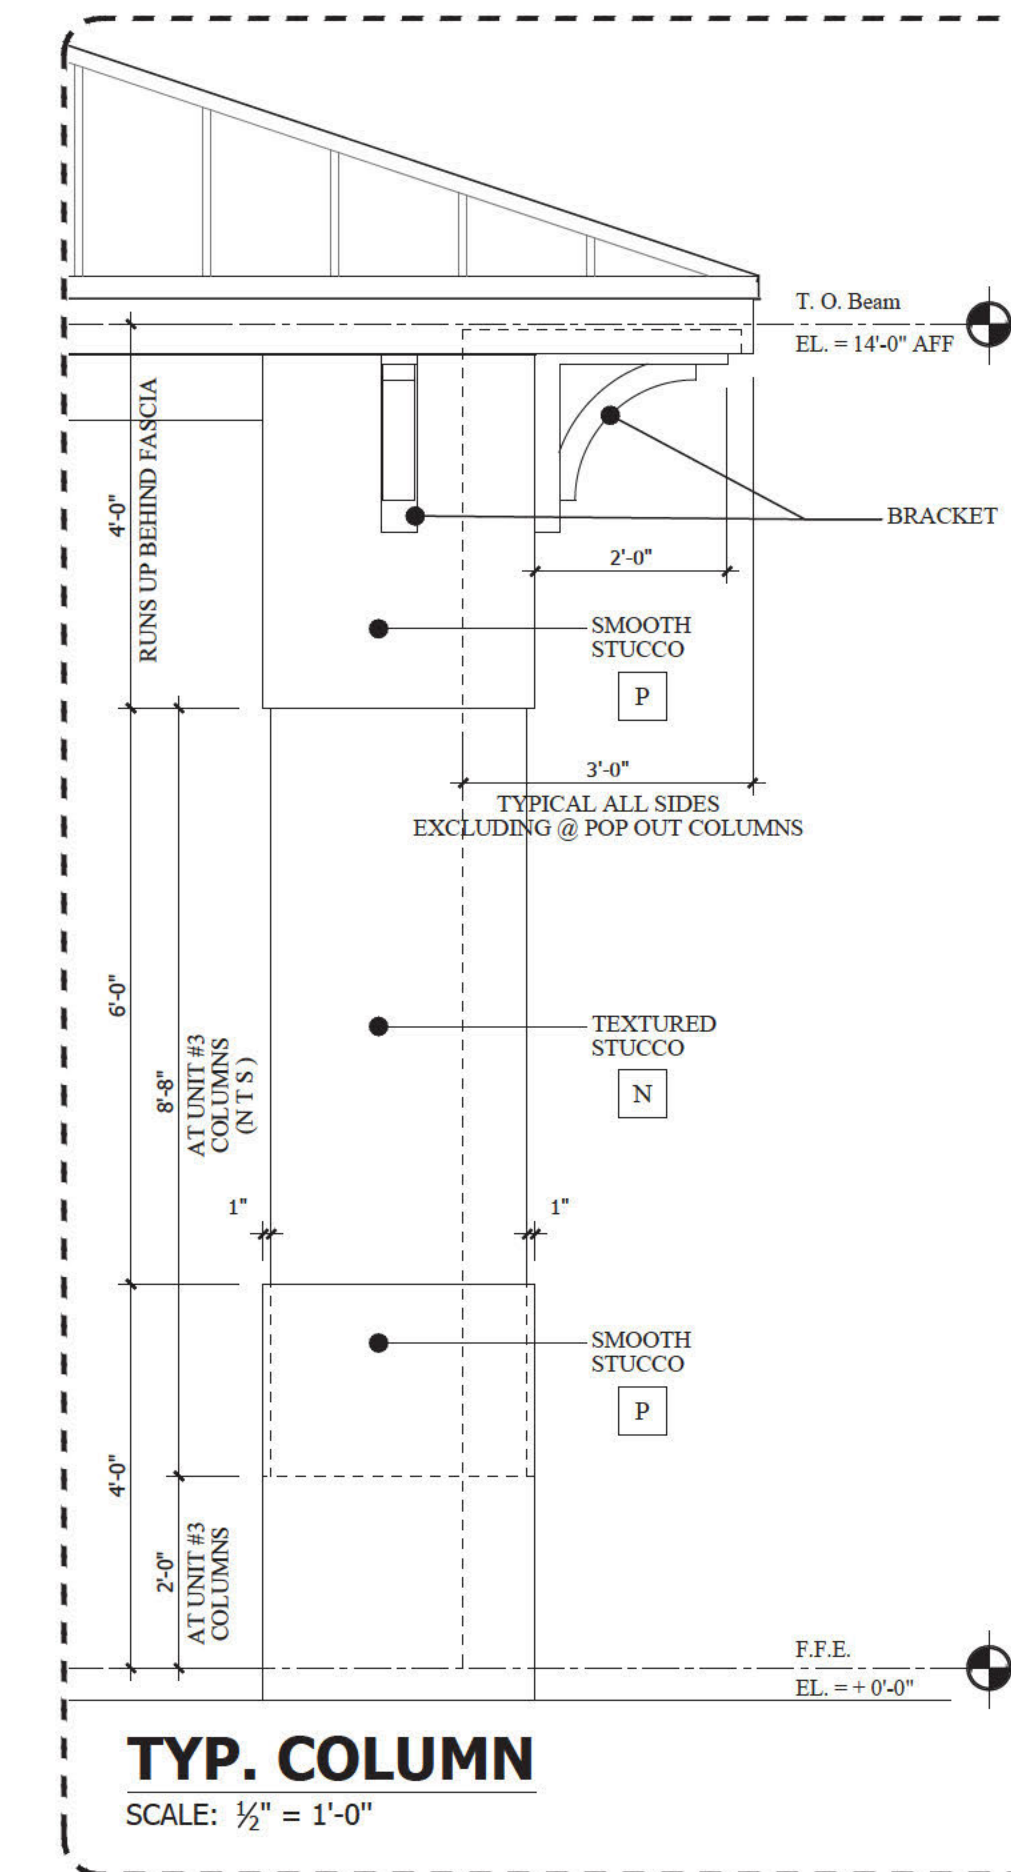 T. O. Beam
EL. = 14'-0" AFF
RUNS UP BEHIND FASCIA
4'-0"
BRACKET
2'-0"
SMOOTH
STUCCO
P
3'-0"
TYPICAL ALL SIDES
EXCLUDING @ POP OUT COLUMNS
6'-0"
8'-8"
AT UNIT #3
COLUMNS
(N T S )
TEXTURED
STUCCO
N
1"
1"
SMOOTH
STUCCO
P
4'-0"
2'-0"
AT UNIT #3
COLUMNS
F.F.E.
EL. = + 0'-0"
TYP. COLUMN
SCALE: ½" = 1'-0"